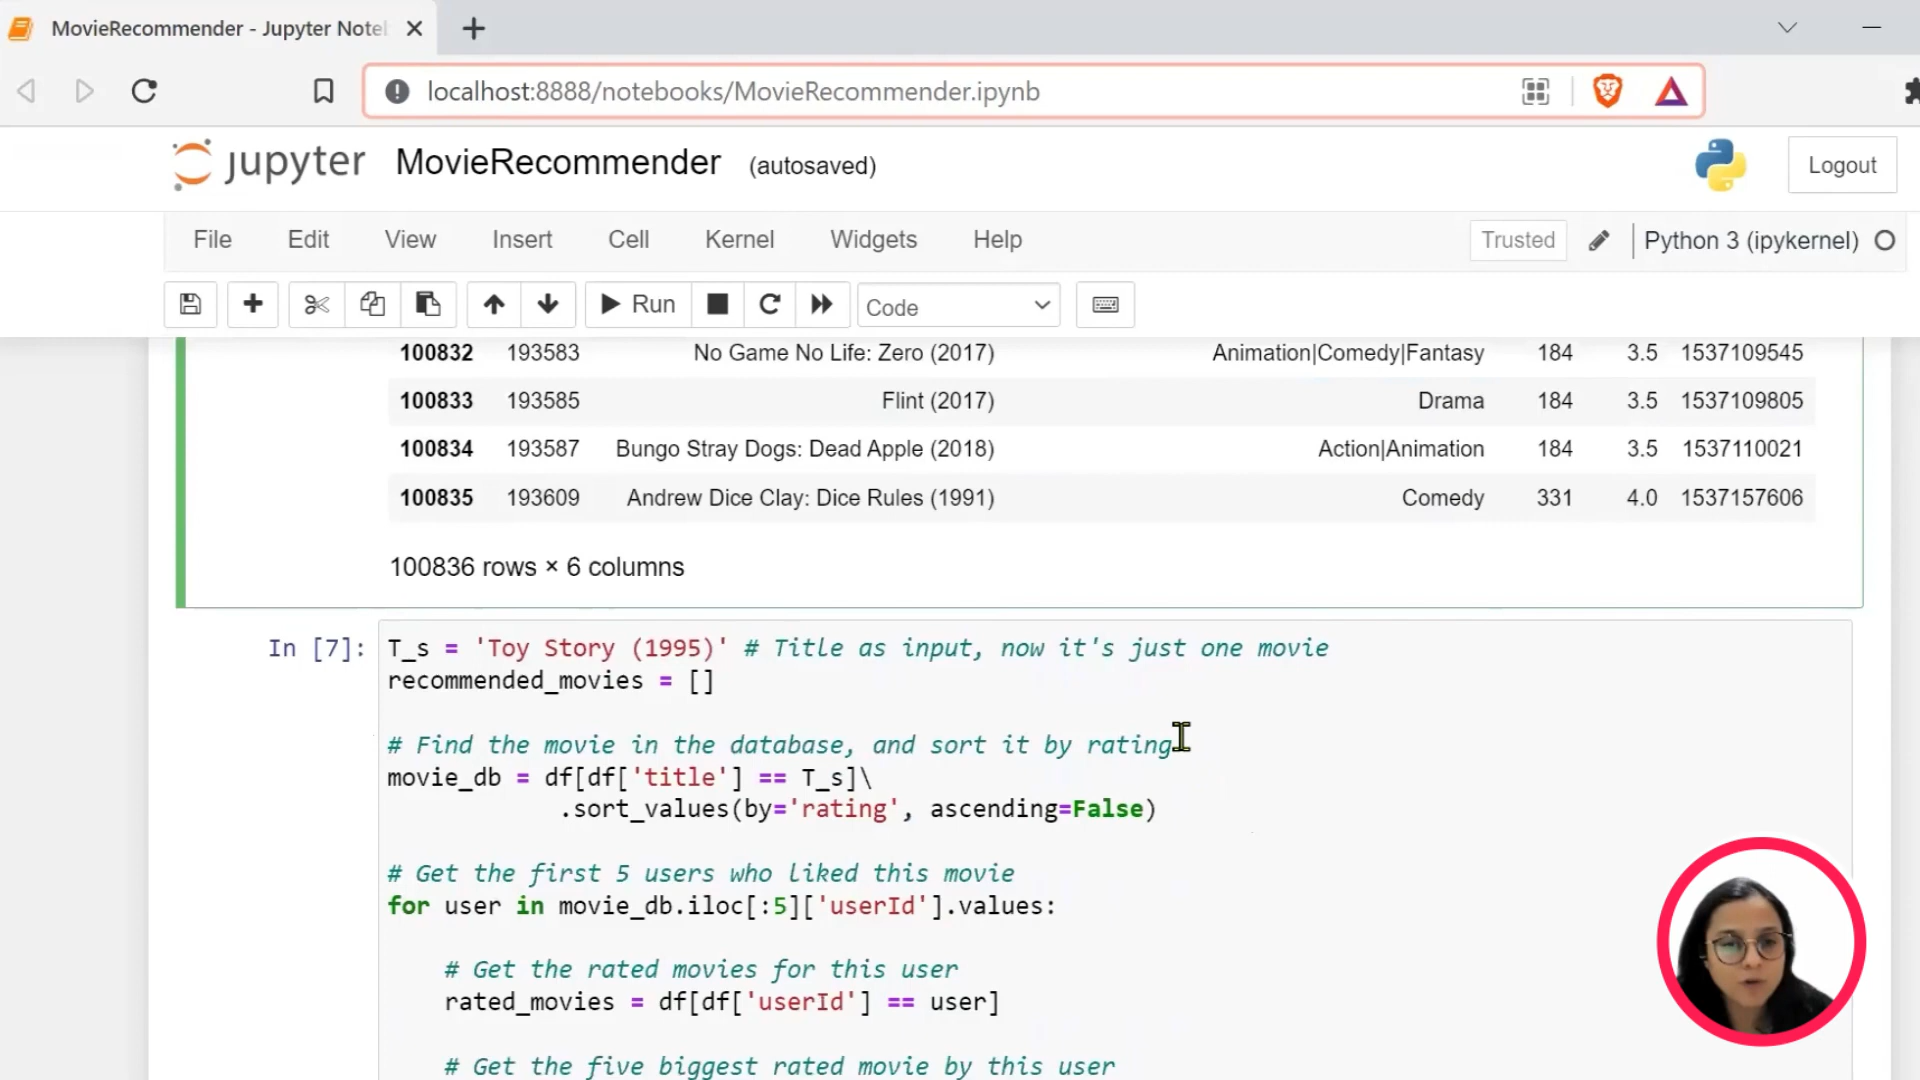 MovieRecommender - Jupyter Note
localhost:8888/notebooks/MovieRecommender.ipynb
jupyter MovieRecommender (autosaved) Logout
File Edit View Insert Cell Kernel Widgets Help Trusted Python 3 (ipykernel)
Run Code
100832 193583 No Game No Life: Zero (2017) Animation|Comedy|Fantasy 184 3.5 1537109545
100833 193585 Flint (2017) Drama 184 3.5 1537109805
100834 193587 Bungo Stray Dogs: Dead Apple (2018) Action|Animation 184 3.5 1537110021
100835 193609 Andrew Dice Clay: Dice Rules (1991) Comedy 331 4.0 1537157606
100836 rows × 6 columns
In [7]: T_s = 'Toy Story (1995)' # Title as input, now it's just one movie
recommended_movies = []
# Find the movie in the database, and sort it by rating
movie_db = df[df['title'] == T_s]\
.sort_values(by='rating', ascending=False)
# Get the first 5 users who liked this movie
for user in movie_db.iloc[:5]['userId'].values:
# Get the rated movies for this user
rated_movies = df[df['userId'] == user]
# Get the five biggest rated movie by this user